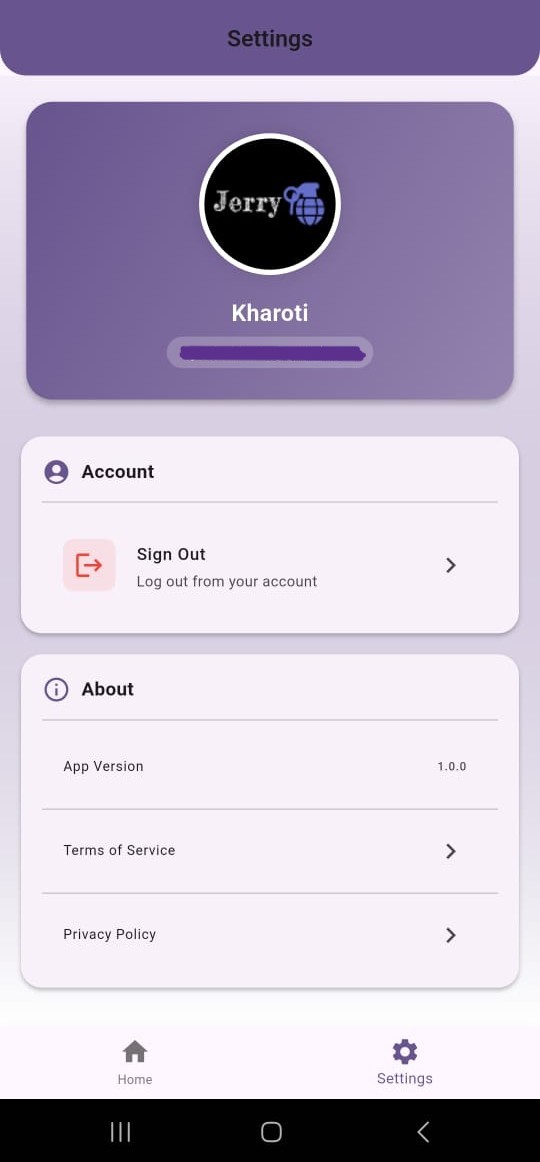 Settings
Jerry
Kharoti
Account
Sign Out
Log out from your account
About
App Version
1.0.0
Terms of Service
Privacy Policy
Home
Settings